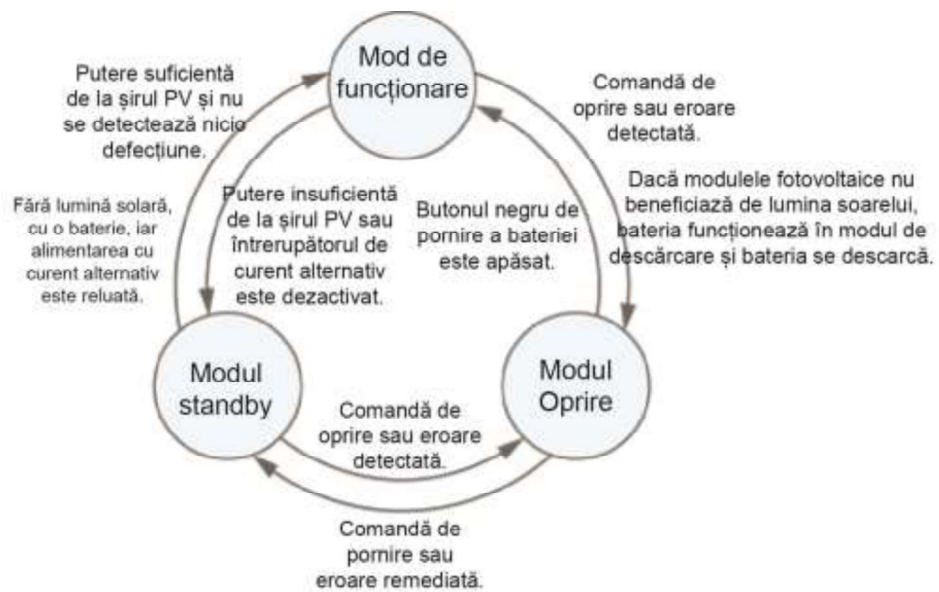 Mod de
funcționare
Putere suficientă
de la șirul PV și nu
se detectează nicio
defecțiune.
Comandă de
oprire sau eroare
detectată.
Fără lumină solară,
cu o baterie, iar
alimentarea cu
curent alternativ
este reluată.
Putere insuficientă
de la șirul PV sau
întrerupătorul de
curent alternativ
este dezactivat.
Butonul negru de
pornire a bateriei
este apăsat.
Dacă modulele fotovoltaice nu
beneficiază de lumina soarelui,
bateria funcționează în modul de
descărcare și bateria se descarcă.
Modul
standby
Modul
Oprire
Comandă de
oprire sau eroare
detectată.
Comandă de
pornire sau
eroare remediată.